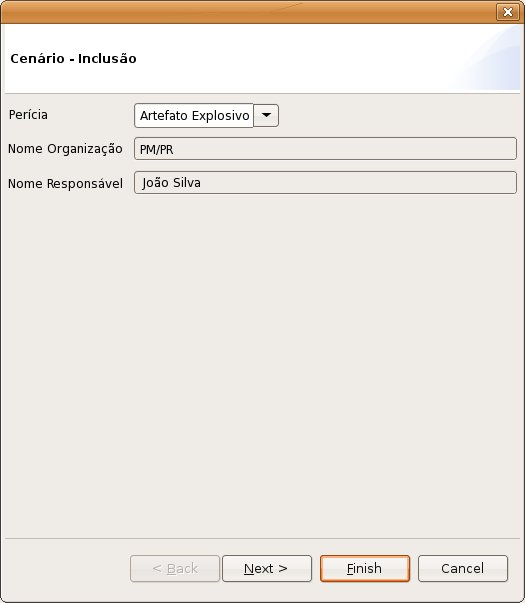 Cenário - Inclusão
Perícia Artefato Explosivo
Nome Organização PM/PR
Nome Responsável João Silva
< Back Next > Finish Cancel